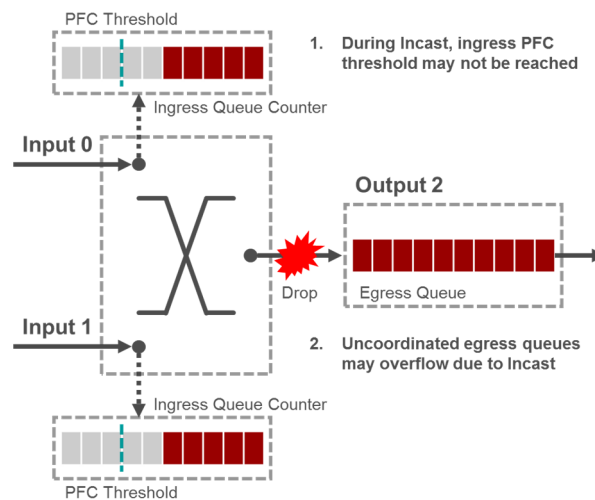 PFC Threshold
1. During Incast, ingress PFC
threshold may not be reached
Ingress Queue Counter
Input 0
Output 2
Drop
Egress Queue
Input 1
2. Uncoordinated egress queues
may overflow due to Incast
Ingress Queue Counter
PFC Threshold